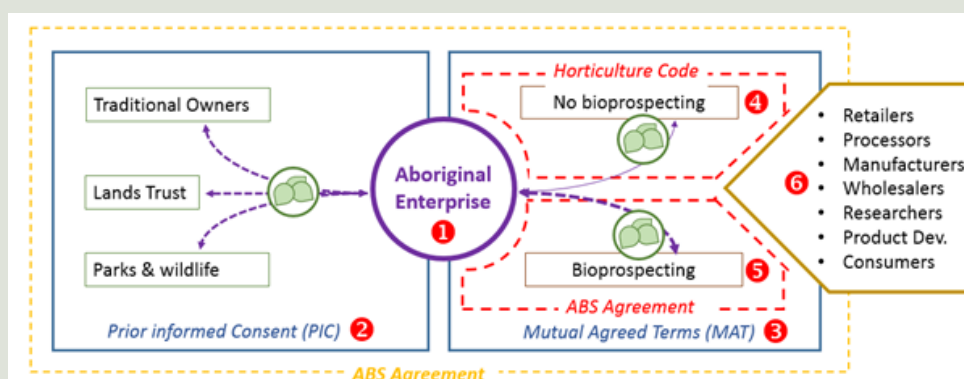 Traditional Owners
Lands Trust
Parks & wildlife
Prior informed Consent (PIC) 2
Aboriginal
Enterprise
1
Horticulture Code
No bioprospecting 4
Bioprospecting 5
ABS Agreement
Mutual Agreed Terms (MAT) 3
6
• Retailers
• Processors
• Manufacturers
• Wholesalers
• Researchers
• Product Dev.
• Consumers
ABS Agreement